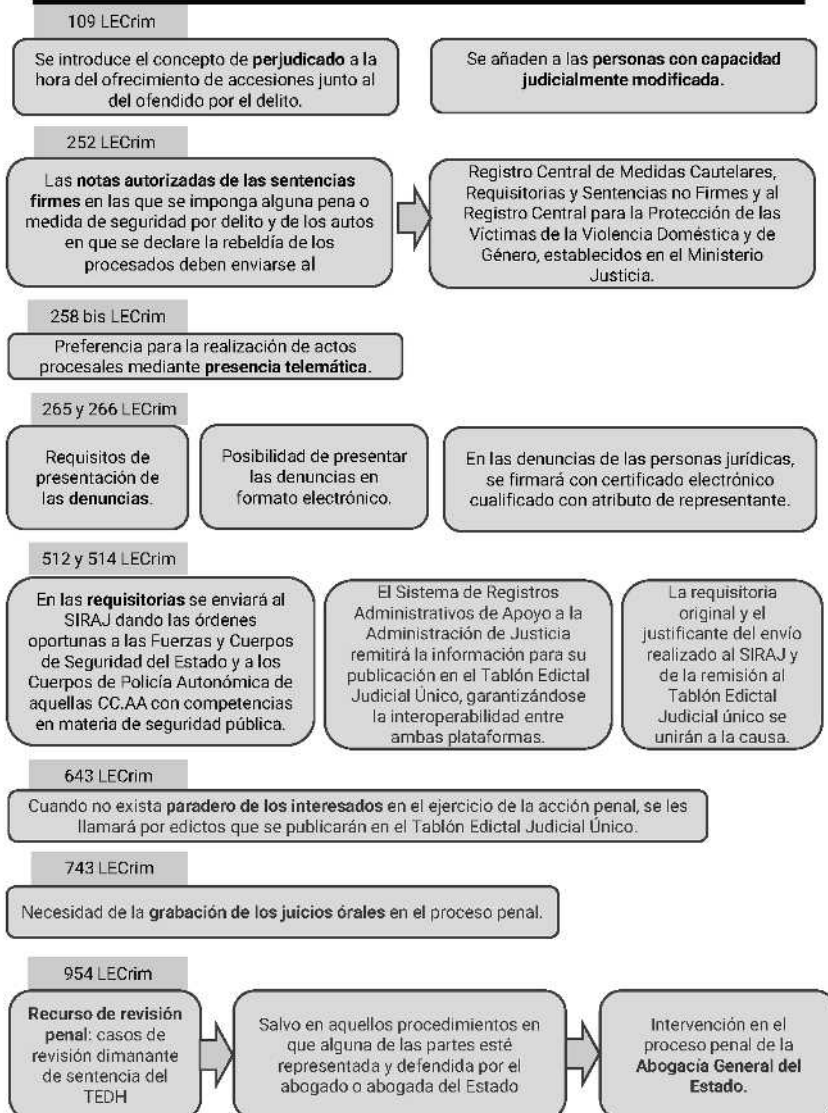 109 LECrim
Se introduce el concepto de perjudicado a la
hora del ofrecimiento de accesiones junto al
del ofendido por el delito.
Se añaden a las personas con capacidad
judicialmente modificada.
252 LECrim
Las notas autorizadas de las sentencias
firmes en las que se imponga alguna pena o
medida de seguridad por delito y de los autos
en que se declare la rebeldía de los
procesados deben enviarse al
Registro Central de Medidas Cautelares,
Requisitorias y Sentencias no Firmes y al
Registro Central para la Protección de las
Víctimas de la Violencia Doméstica y de
Género, establecidos en el Ministerio
Justicia.
258 bis LECrim
Preferencia para la realización de actos
procesales mediante presencia telemática.
265 y 266 LECrim
Requisitos de
presentación de
las denuncias.
Posibilidad de presentar
las denuncias en
formato electrónico.
En las denuncias de las personas jurídicas,
se firmará con certificado electrónico
cualificado con atributo de representante.
512 y 514 LECrim
En las requisitorias se enviará al
SIRAJ dando las órdenes
oportunas a las Fuerzas y Cuerpos
de Seguridad del Estado y a los
Cuerpos de Policía Autonómica de
aquellas CC.AA con competencias
en materia de seguridad pública.
El Sistema de Registros
Administrativos de Apoyo a la
Administración de Justicia
remitirá la información para su
publicación en el Tablón Edictal
Judicial Único, garantizándose
la interoperabilidad entre
ambas plataformas.
La requisitoria
original y el
justificante del envío
realizado al SIRAJ y
de la remisión al
Tablón Edictal
Judicial único se
unirán a la causa.
643 LECrim
Cuando no exista paradero de los interesados en el ejercicio de la acción penal, se les
llamará por edictos que se publicarán en el Tablón Edictal Judicial Único.
743 LECrim
Necesidad de la grabación de los juicios órales en el proceso penal.
954 LECrim
Recurso de revisión
penal: casos de
revisión dimanante
de sentencia del
TEDH
Salvo en aquellos procedimientos en
que alguna de las partes esté
representada y defendida por el
abogado o abogada del Estado
Intervención en el
proceso penal de la
Abogacía General del
Estado.